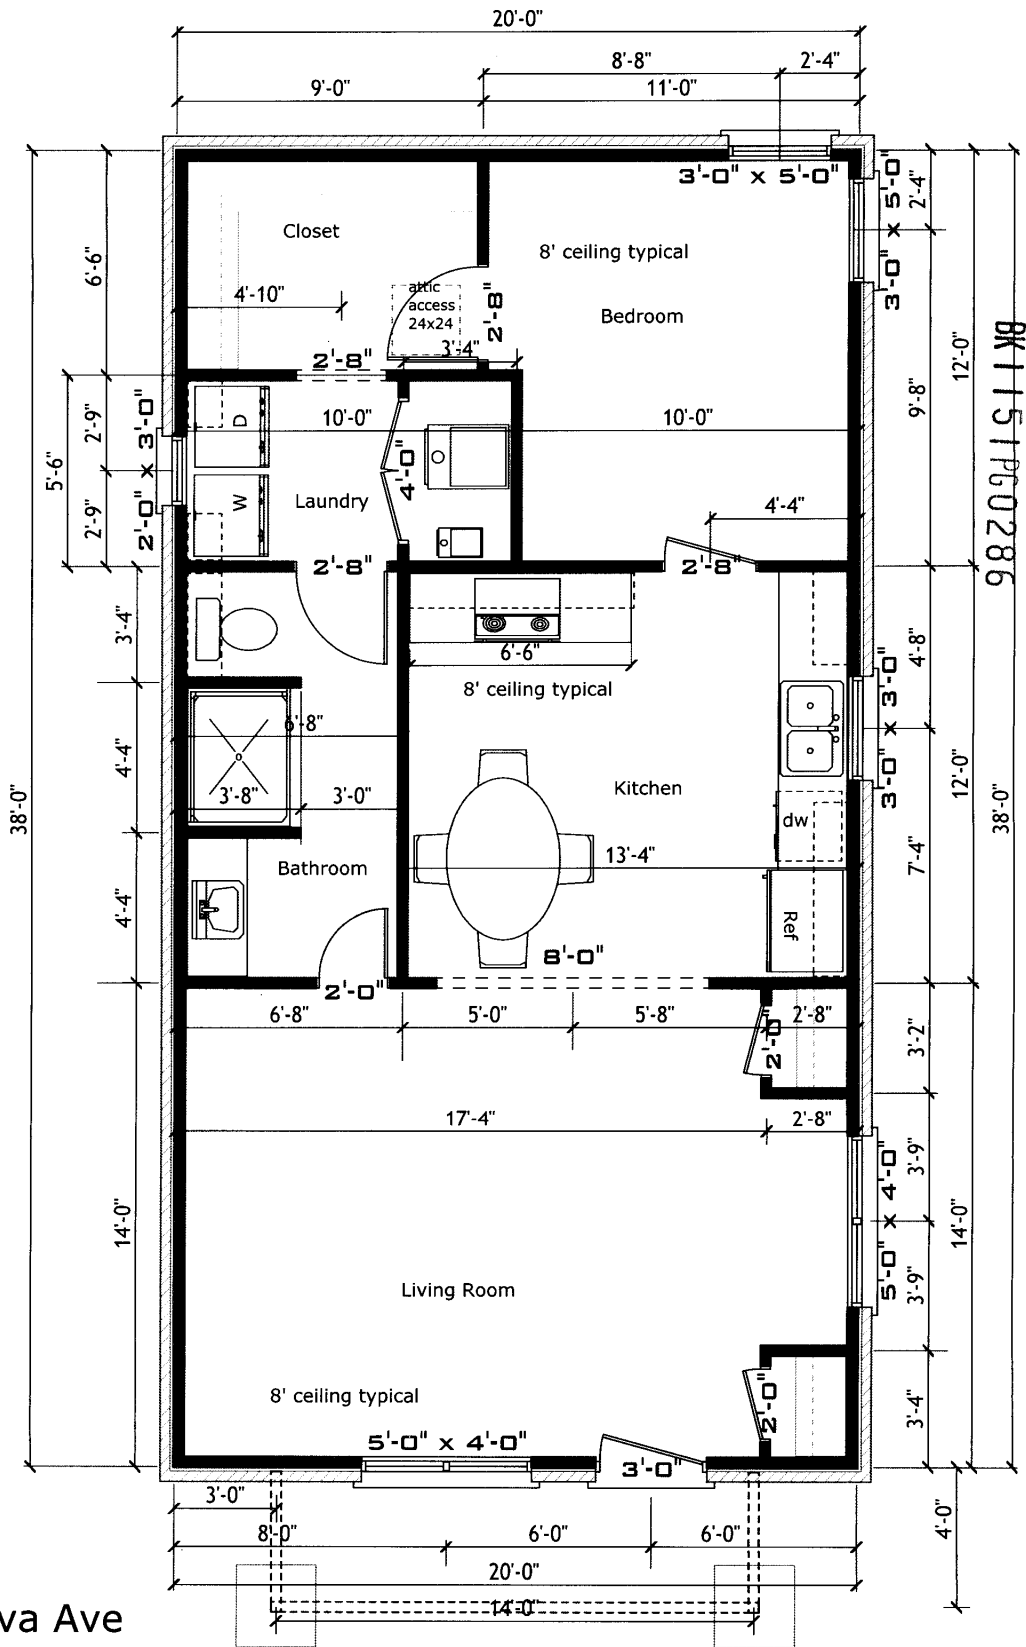 20'-0"
8'-8"
2'-4"
9'-0"
11'-0"
3'-0" x 5'-0"
3'-0" x 5'-0"
2'-4"
Closet
8' ceiling typical
6'-6"
4'-10"
attic
access
24x24
2'-8"
Bedroom
BK1151PG0286
12'-0"
9'-8"
2'-8"
3'-4"
2'-0" x 3'-0"
2'-9"
10'-0"
10'-0"
D
5'-6"
4'-0"
W
Laundry
4'-4"
2'-9"
2'-8"
2'-8"
3'-4"
4'-8"
6'-6"
8' ceiling typical
3'-0" x 3'-0"
6'-8"
4'-4"
12'-0"
38'-0"
38'-0"
Kitchen
3'-8"
3'-0"
dw
13'-4"
7'-4"
Bathroom
4'-4"
Ref
8'-0"
2'-0"
6'-8"
5'-0"
5'-8"
2'-8"
2'-0"
3'-2"
17'-4"
2'-8"
3'-9"
14'-0"
14'-0"
5'-0" x 4'-0"
3'-9"
Living Room
8' ceiling typical
2'-0"
3'-4"
5'-0" x 4'-0"
3'-0"
3'-0"
4'-0"
8'-0"
6'-0"
6'-0"
20'-0"
14'-0"
va Ave